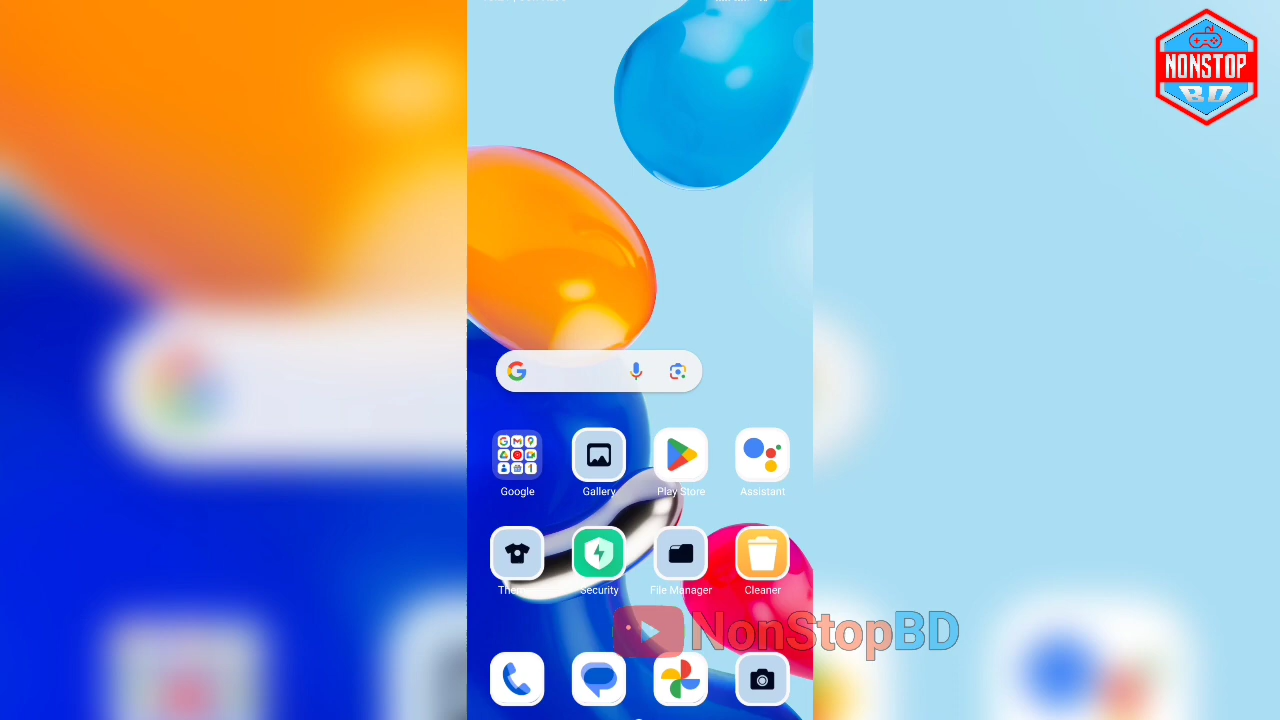 NONSTOP
BD
Google
Gallery
Play Store
Assistant
Security
File Manager
Cleaner
NonStopBD